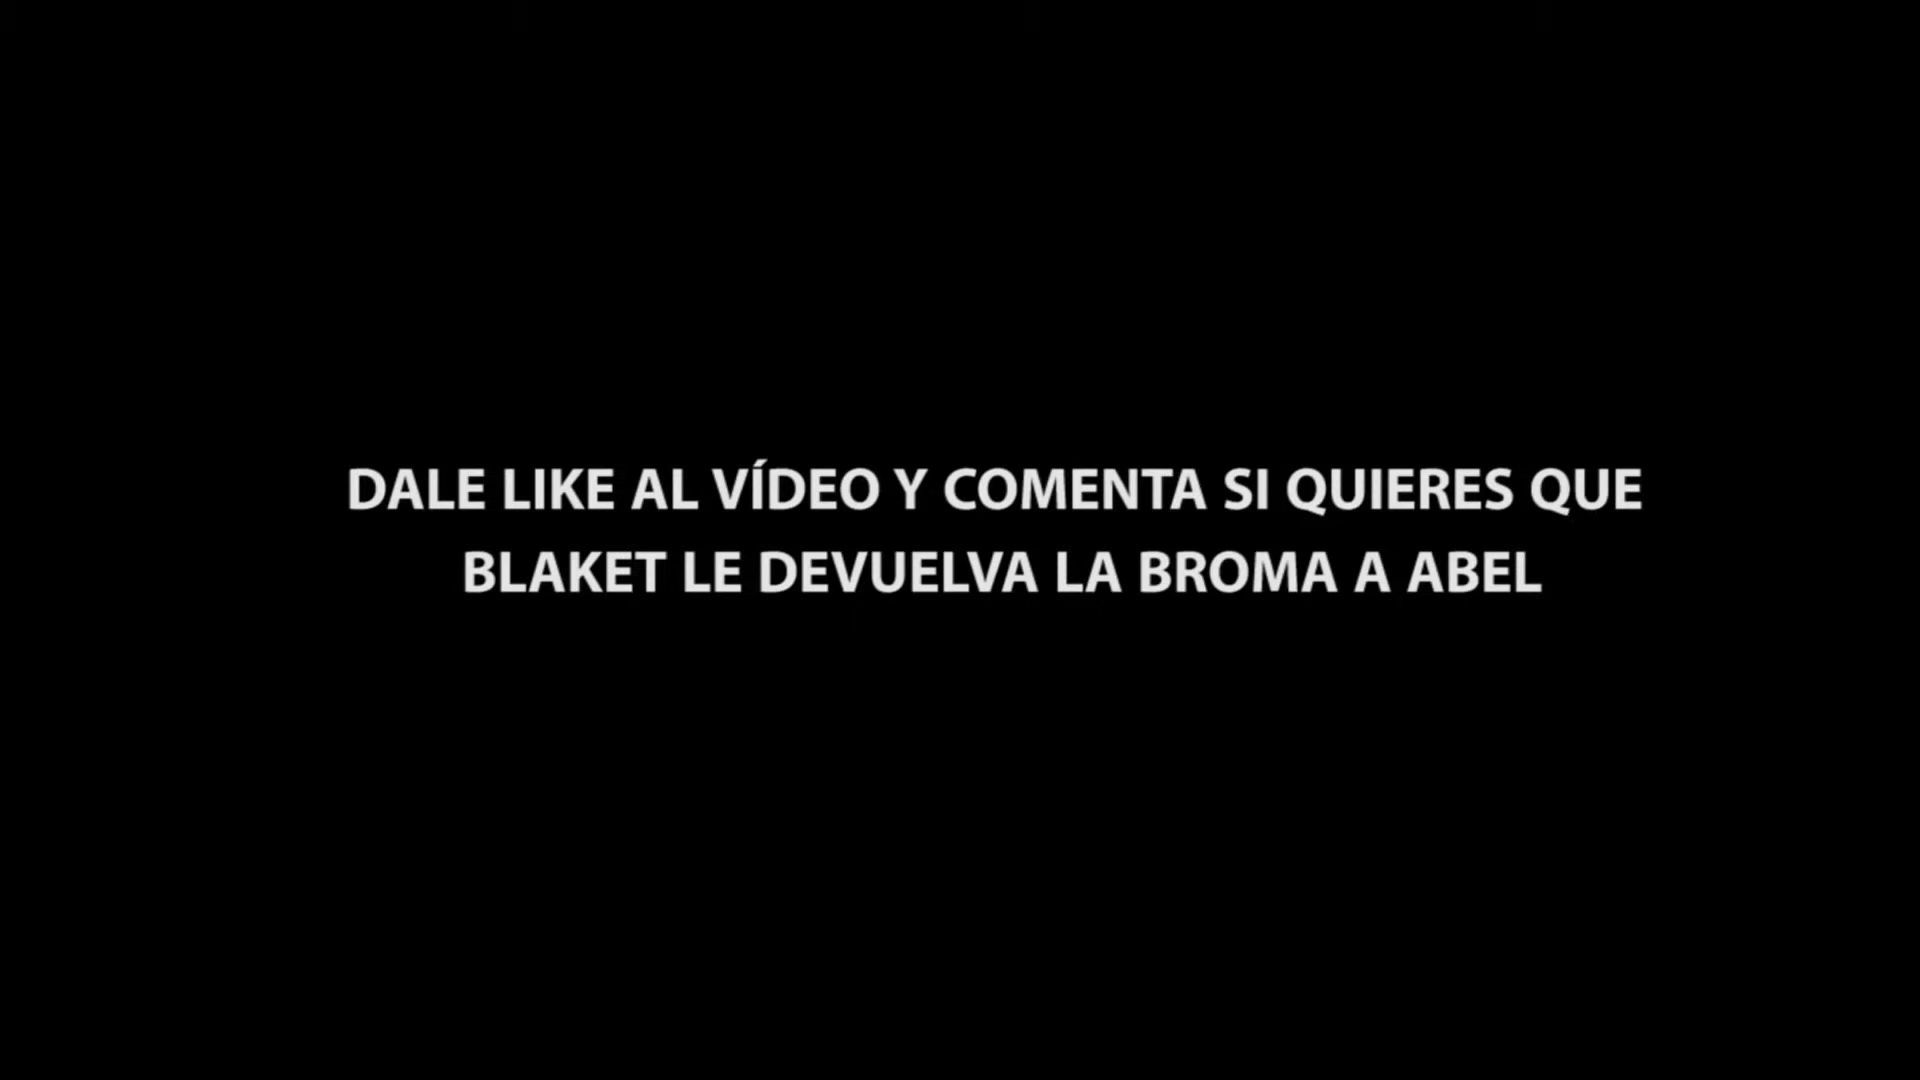 DALE LIKE AL VÍDEO Y COMENTA SI QUIERES QUE
BLAKET LE DEVUELVA LA BROMA A ABEL